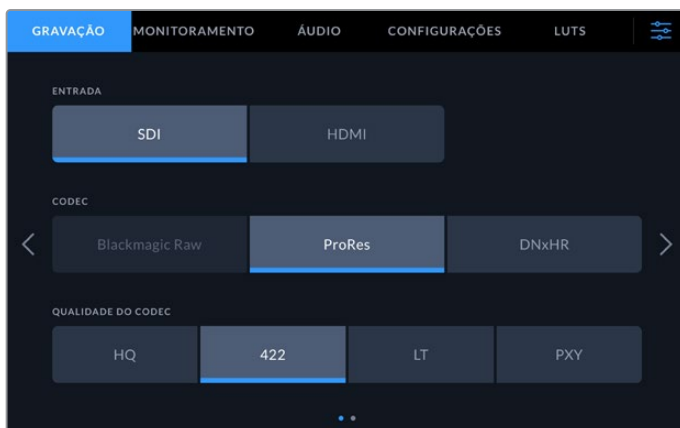 GRAVAÇÃO MONITORAMENTO ÁUDIO CONFIGURAÇÕES LUTS
ENTRADA
SDI HDMI
CODEC
Blackmagic Raw ProRes DNxHR
QUALIDADE DO CODEC
HQ 422 LT PXY